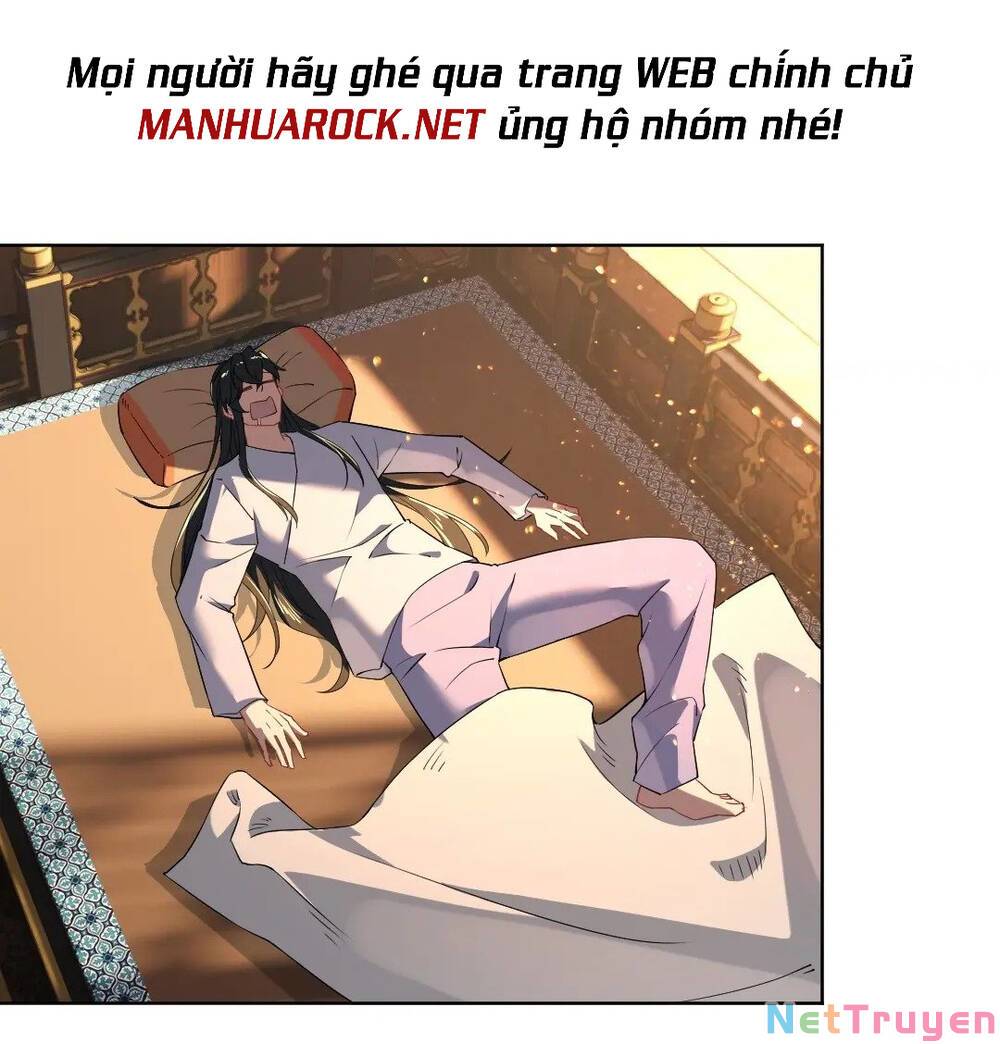 Mọi người hãy ghé qua trang WEB chính chủ
MANHUAROCK.NET ủng hộ nhóm nhé!
NetTruyen